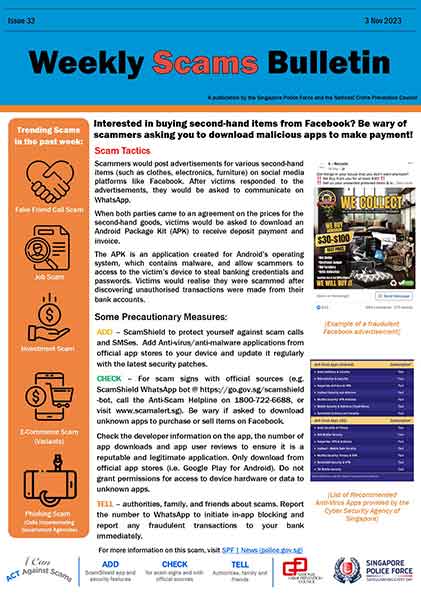 Issue 33
3 Nov 2023
Weekly Scams Bulletin
A publication by the Singapore Police Force and the National Crime Prevention Council
Trending Scams
in the past week:
Fake Friend Call Scam
Job Scam
Investment Scam
E-Commerce Scam
(Variants)
Phishing Scam
(Calls Impersonating
Government Agencies)
Interested in buying second-hand items from Facebook? Be wary of
scammers asking you to download malicious apps to make payment!
Scam Tactics
Scammers would post advertisements for various second-hand
items (such as clothes, electronics, furniture) on social media
platforms like Facebook. After victims responded to the
advertisements, they would be asked to communicate on
WhatsApp.
When both parties came to an agreement on the prices for the
second-hand goods, victims would be asked to download an
Android Package Kit (APK) to receive deposit payment and
invoice.
The APK is an application created for Android's operating
system, which contains malware, and allow scammers to
access to the victim's device to steal banking credentials and
passwords. Victims would realise they were scammed after
discovering unauthorised transactions were made from their
bank accounts.
Some Precautionary Measures:
ADD – ScamShield to protect yourself against scam calls
and SMSes. Add Anti-virus/anti-malware applications from
official app stores to your device and update it regularly
with the latest security patches.
CHECK – For scam signs with official sources (e.g.
ScamShield WhatsApp bot @ https://go.gov.sg/scamshield
-bot, call the Anti-Scam Helpline on 1800-722-6688, or
visit www.scamalert.sg). Be wary if asked to download
unknown apps to purchase or sell items on Facebook.
Check the developer information on the app, the number of
app downloads and app user reviews to ensure it is a
reputable and legitimate application. Only download from
official app stores (i.e. Google Play for Android). Do not
grant permissions for access to device hardware or data to
unknown apps.
TELL – authorities, family, and friends about scams. Report
the number to WhatsApp to initiate in-app blocking and
report any fraudulent transactions to your bank
immediately.
For more information on this scam, visit SPF | News (police.gov.sg)
WE COLLECT
WE BUY
$30-$100
WE WILL BUY IT
Send Message
[Example of a fraudulent
Facebook advertisement]
[List of Recommended
Anti-Virus Apps provided by the
Cyber Security Agency of
Singapore]
I Can
ACT Against Scams
ADD
ScamShield app and
security features
CHECK
for scam signs and with
official sources
TELL
Authorities, family and
friends
NATIONAL
CRIME PREVENTION
COUNCIL
SINGAPORE
POLICE FORCE
SAFEGUARDING EVERY DAY